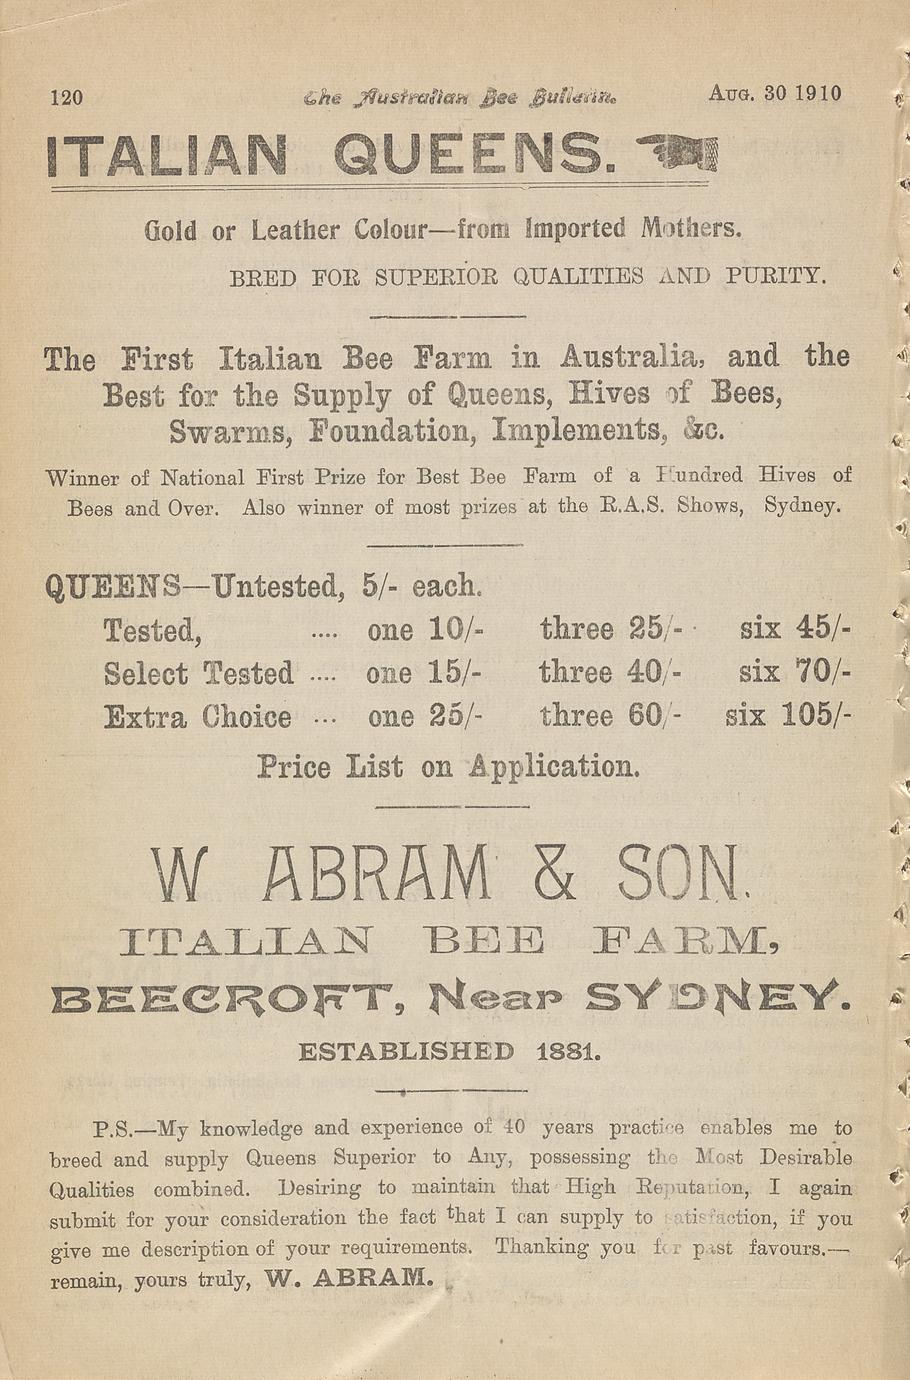 120 The Australian Bee Bulletin. Aug. 30 1910
ITALIAN QUEENS.
Gold or Leather Colour—from Imported Mothers.
BRED FOR SUPERIOR QUALITIES AND PURITY.
The First Italian Bee Farm in Australia, and the
Best for the Supply of Queens, Hives of Bees,
Swarms, Foundation, Implements, &c.
Winner of National First Prize for Best Bee Farm of a Hundred Hives of
Bees and Over. Also winner of most prizes at the R.A.S. Shows, Sydney.
QUEENS—Untested, 5/- each.
Tested, .... one 10/- three 25/- six 45/-
Select Tested .... one 15/- three 40/- six 70/-
Extra Choice ... one 25/- three 60/- six 105/-
Price List on Application.
W ABRAM & SON.
ITALIAN BEE FARM,
BEECROFT, Near SYDNEY.
ESTABLISHED 1881.
P.S.—My knowledge and experience of 40 years practice enables me to
breed and supply Queens Superior to Any, possessing the Most Desirable
Qualities combined. Desiring to maintain that High Reputation, I again
submit for your consideration the fact that I can supply to satisfaction, if you
give me description of your requirements. Thanking you for past favours.—
remain, yours truly, W. ABRAM.